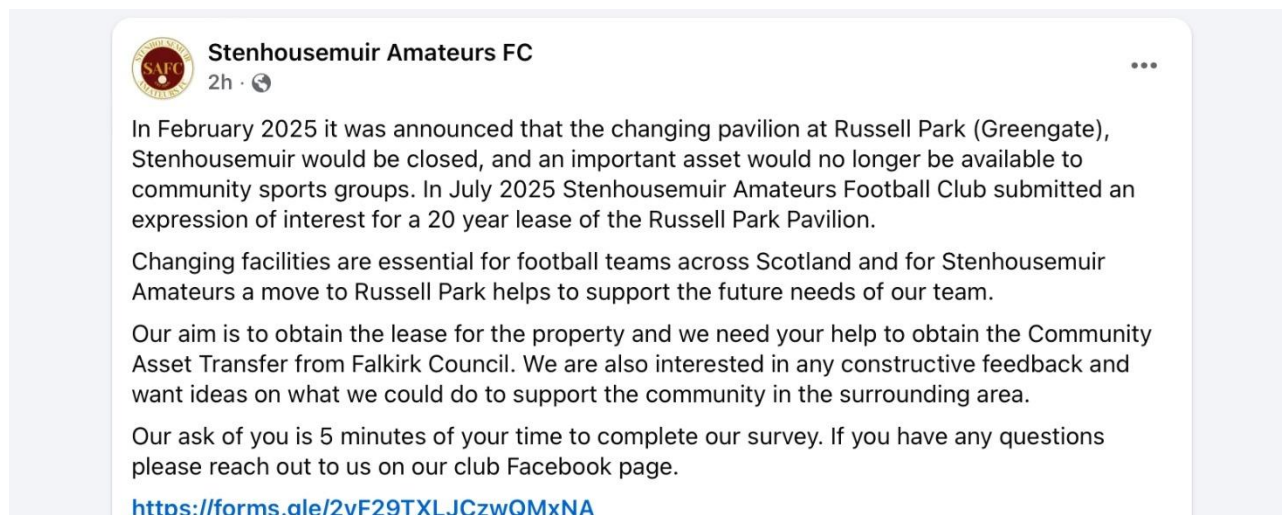 Stenhousemuir Amateurs FC
2h ·
In February 2025 it was announced that the changing pavilion at Russell Park (Greengate),
Stenhousemuir would be closed, and an important asset would no longer be available to
community sports groups. In July 2025 Stenhousemuir Amateurs Football Club submitted an
expression of interest for a 20 year lease of the Russell Park Pavilion.
Changing facilities are essential for football teams across Scotland and for Stenhousemuir
Amateurs a move to Russell Park helps to support the future needs of our team.
Our aim is to obtain the lease for the property and we need your help to obtain the Community
Asset Transfer from Falkirk Council. We are also interested in any constructive feedback and
want ideas on what we could do to support the community in the surrounding area.
Our ask of you is 5 minutes of your time to complete our survey. If you have any questions
please reach out to us on our club Facebook page.
https://forms.gle/2vF29TXLJCzwQMxNA
STENHOUSEMUIR
SAFC
AMATEURS FC